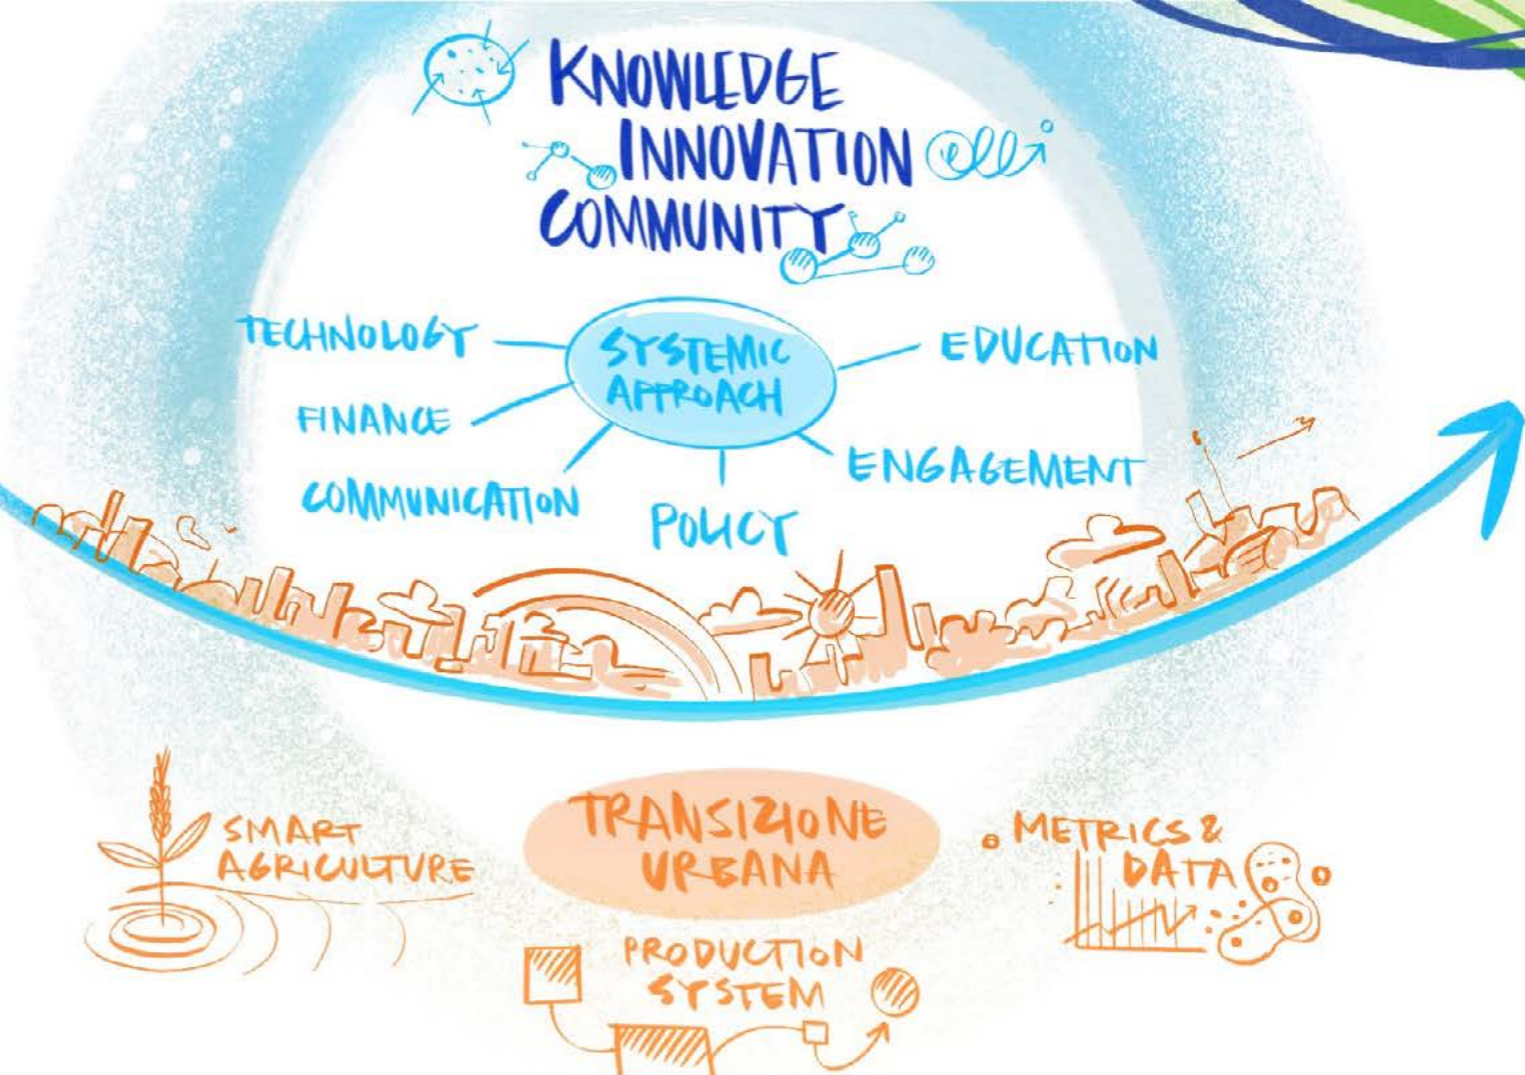 KNOWLEDGE
INNOVATION
COMMUNITY
SYSTEMIC
APPROACH
TECHNOLOGY
FINANCE
COMMUNICATION
POLICY
ENGAGEMENT
EDUCATION
TRANSIZIONE
URBANA
SMART
AGRICULTURE
PRODUCTION
SYSTEM
METRICS &
DATA